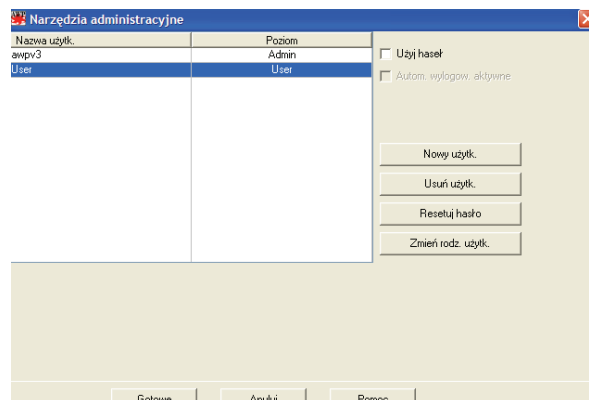 Narzędzia administracyjne
Nazwa użytk. Poziom
awpv3 Admin
User User
Użyj haseł
Autom. wylogow. aktywne
Nowy użytk.
Usuń użytk.
Resetuj hasło
Zmień rodz. użytk.
Gotowe Anuluj Pomoc